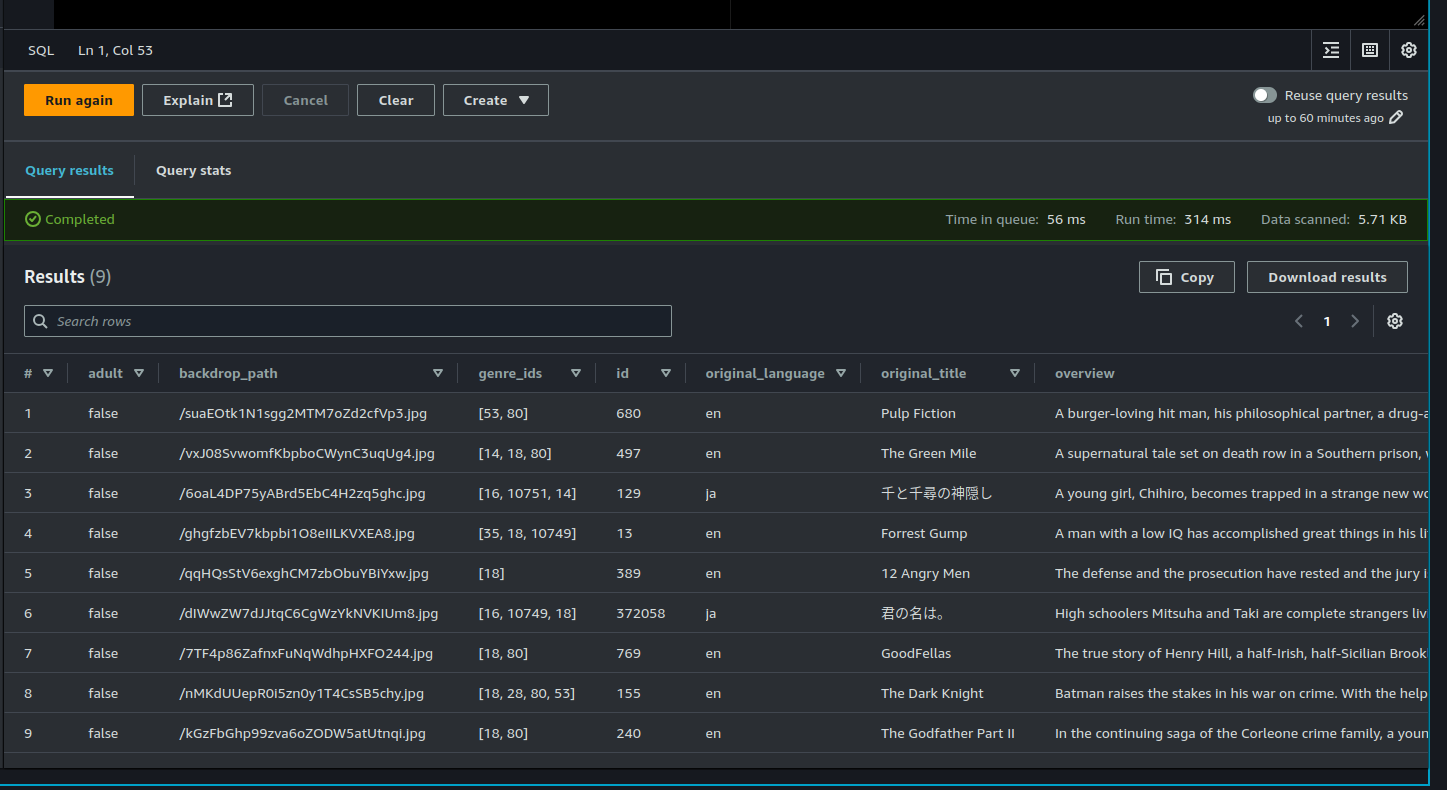 SQL Ln 1, Col 53
Run again Explain Cancel Clear Create Reuse query results
up to 60 minutes ago
Query results Query stats
Completed Time in queue: 56 ms Run time: 314 ms Data scanned: 5.71 KB
Results (9) Copy Download results
Search rows 1
# adult backdrop_path genre_ids id original_language original_title overview
1 false /suaEOtk1N1sgg2MTM7oZd2cfVp3.jpg [53, 80] 680 en Pulp Fiction A burger-loving hit man, his philosophical partner, a drug-a
2 false /vxJ08SvwomfKbpboCWynC3uqUg4.jpg [14, 18, 80] 497 en The Green Mile A supernatural tale set on death row in a Southern prison, w
3 false /6oaL4DP75yABrd5EbC4H2zq5ghc.jpg [16, 10751, 14] 129 ja 千と千尋の神隠し A young girl, Chihiro, becomes trapped in a strange new wo
4 false /ghgfzbEV7kbpbi1O8eIILKVXEA8.jpg [35, 18, 10749] 13 en Forrest Gump A man with a low IQ has accomplished great things in his li
5 false /qqHQsStV6exghCM7zbObuYBiYxw.jpg [18] 389 en 12 Angry Men The defense and the prosecution have rested and the jury i
6 false /dIWwZW7dJJtqC6CgWzYkNVKIUm8.jpg [16, 10749, 18] 372058 ja 君の名は。 High schoolers Mitsuha and Taki are complete strangers liv
7 false /7TF4p86ZafnxFuNqWdhpHXFO244.jpg [18, 80] 769 en GoodFellas The true story of Henry Hill, a half-Irish, half-Sicilian Brook
8 false /nMKdUUepR0i5zn0y1T4CsSB5chy.jpg [18, 28, 80, 53] 155 en The Dark Knight Batman raises the stakes in his war on crime. With the help
9 false /kGzFbGhp99zva6oZODW5atUtnqi.jpg [18, 80] 240 en The Godfather Part II In the continuing saga of the Corleone crime family, a youn